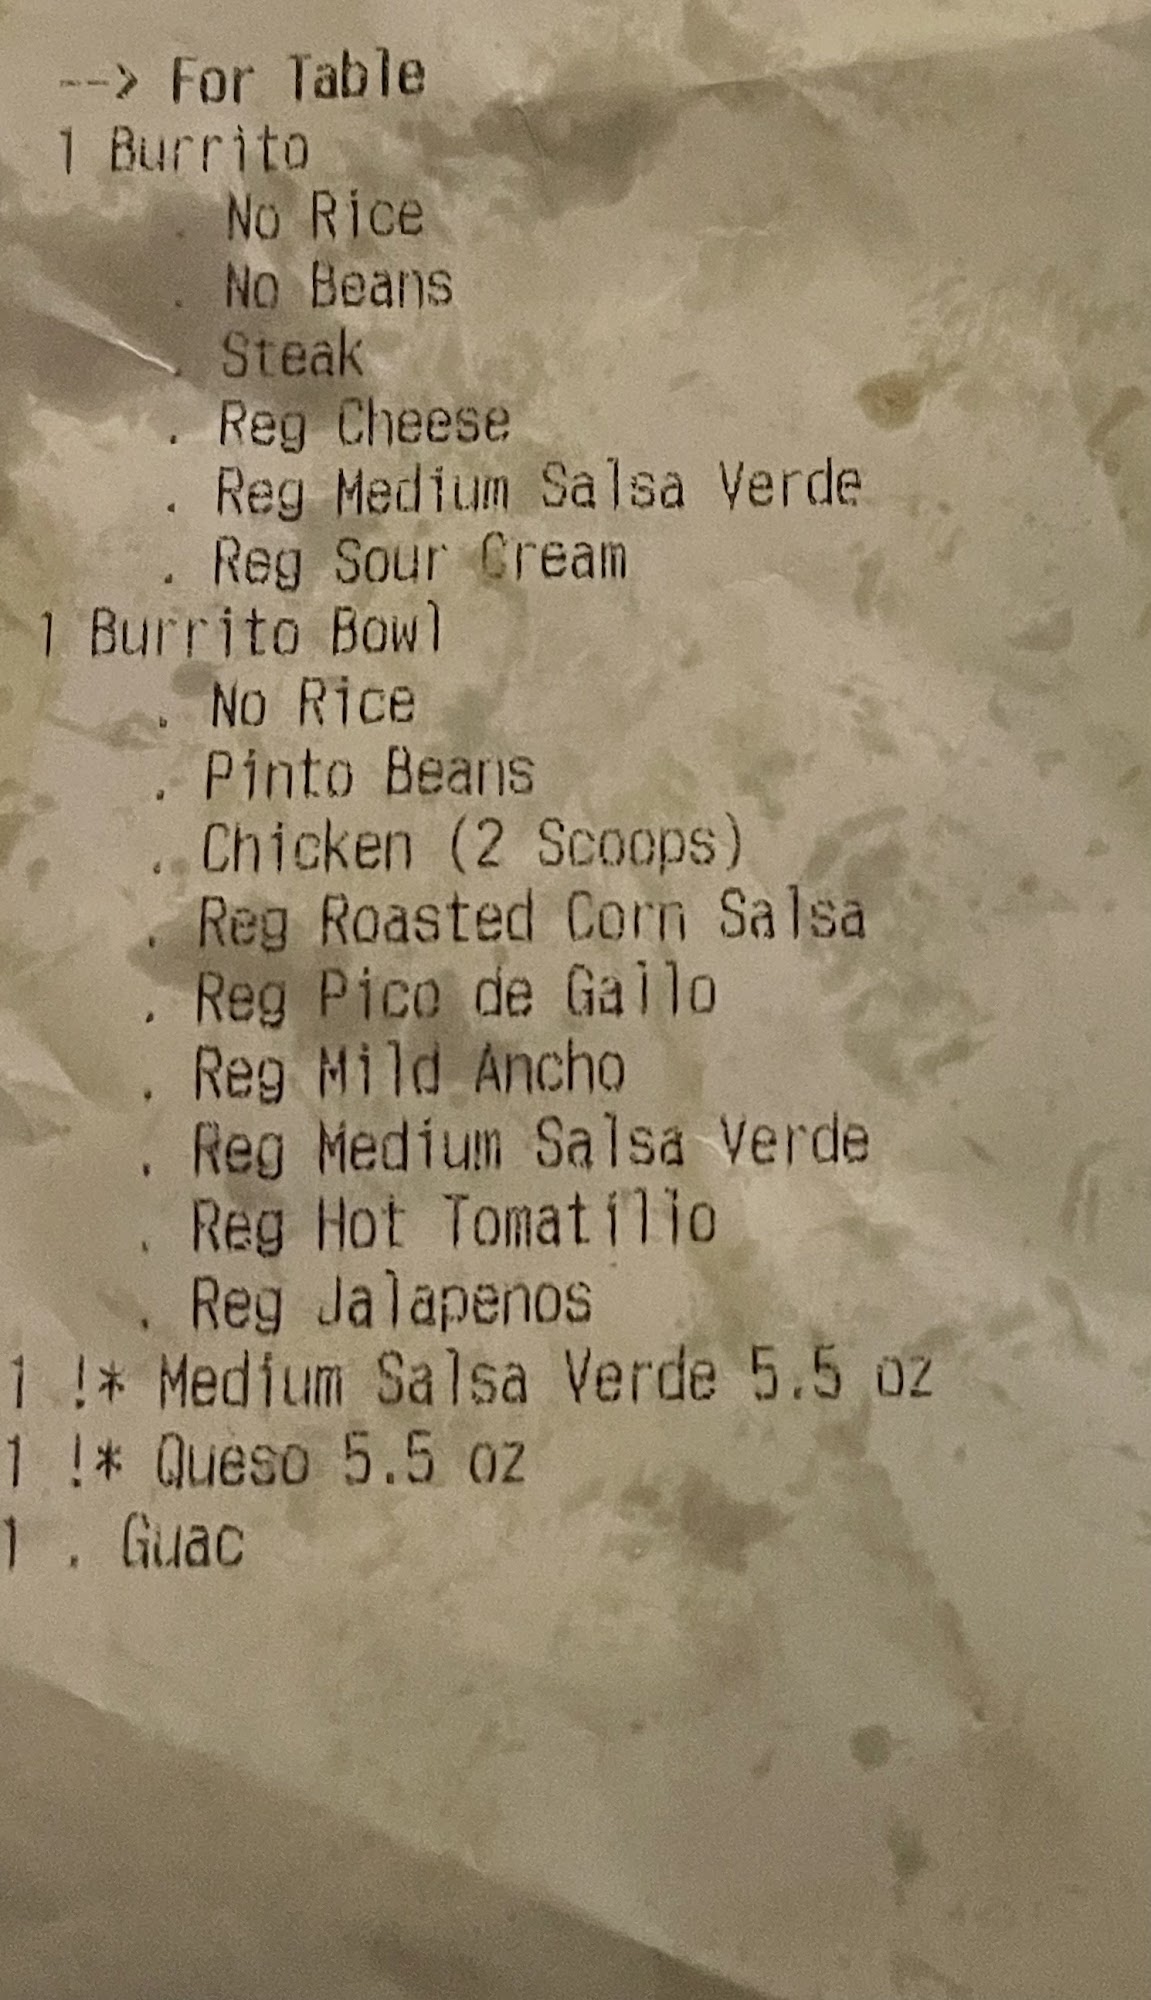 --> For Table
1 Burrito
. No Rice
. No Beans
. Steak
. Reg Cheese
. Reg Medium Salsa Verde
. Reg Sour Cream
1 Burrito Bowl
. No Rice
. Pinto Beans
. Chicken (2 Scoops)
. Reg Roasted Corn Salsa
. Reg Pico de Gallo
. Reg Mild Ancho
. Reg Medium Salsa Verde
. Reg Hot Tomatillo
. Reg Jalapenos
1 !* Medium Salsa Verde 5.5 oz
1 !* Queso 5.5 oz
1 . Guac